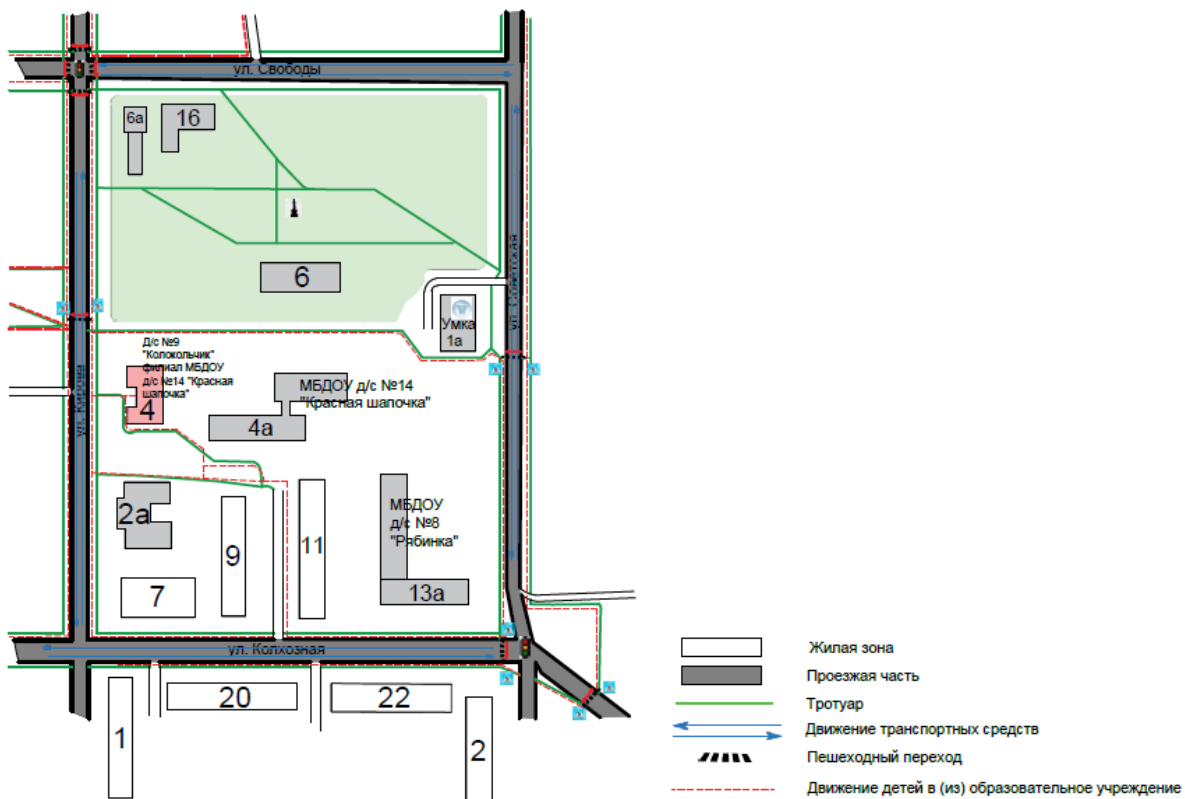 ул. Свободы
6а
16
6
ул. Советская
Умка
1а
Д/с №9
"Колокольчик"
филиал МБДОУ
д/с №14 "Красная
шапочка"
4
МБДОУ д/с №14
"Красная шапочка"
4а
ул. Кирова
2а
9
11
7
МБДОУ
д/с №8
"Рябинка"
13а
ул. Колхозная
1
20
22
2
Жилая зона
Проезжая часть
Тротуар
Движение транспортных средств
Пешеходный переход
Движение детей в (из) образовательное учреждение